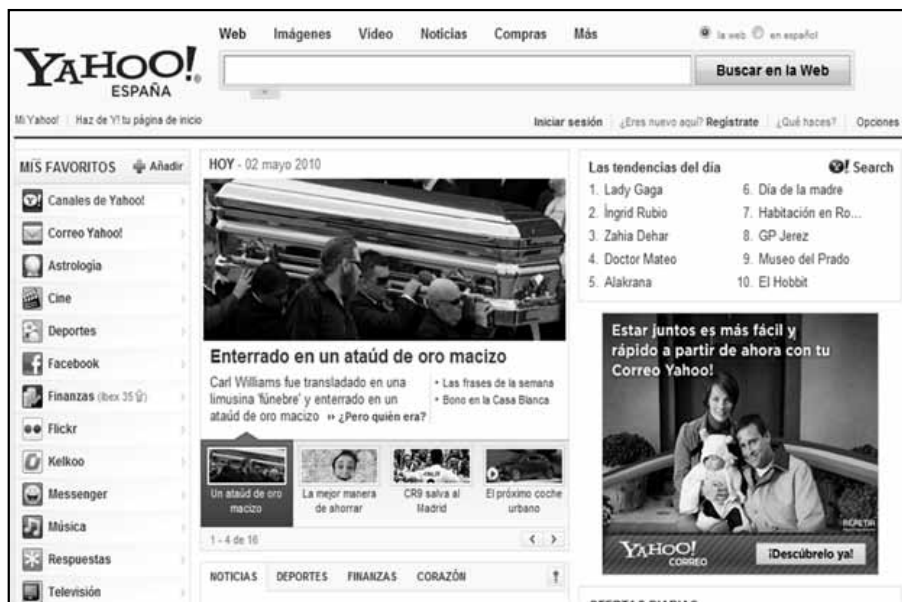 Web Imágenes Vídeo Noticias Compras Más la web en español
YAHOO!
ESPAÑA
Buscar en la Web
Mi Yahoo! Haz de Y! tu página de inicio
Iniciar sesión ¿Eres nuevo aquí? Regístrate ¿Qué haces? Opciones
MIS FAVORITOS Añadir
Canales de Yahoo!
Correo Yahoo!
Astrología
Cine
Deportes
Facebook
Finanzas (Ibex 35)
Flickr
Kelkoo
Messenger
Música
Respuestas
Televisión
HOY - 02 mayo 2010
Enterrado en un ataúd de oro macizo
Carl Williams fue transladado en una
limusina 'fúnebre' y enterrado en un
ataúd de oro macizo » ¿Pero quién era?
• Las frases de la semana
• Bono en la Casa Blanca
Un ataúd de oro
macizo
La mejor manera
de ahorrar
CR9 salva al
Madrid
El próximo coche
urbano
1 - 4 de 16
NOTICIAS DEPORTES FINANZAS CORAZÓN
Las tendencias del día Y! Search
1. Lady Gaga
2. Íngrid Rubio
3. Zahia Dehar
4. Doctor Mateo
5. Alakrana
6. Día de la madre
7. Habitación en Ro...
8. GP Jerez
9. Museo del Prado
10. El Hobbit
Estar juntos es más fácil y
rápido a partir de ahora con tu
Correo Yahoo!
REPETIR
YAHOO!
CORREO
¡Descúbrelo ya!
OFERTAS DIARIAS